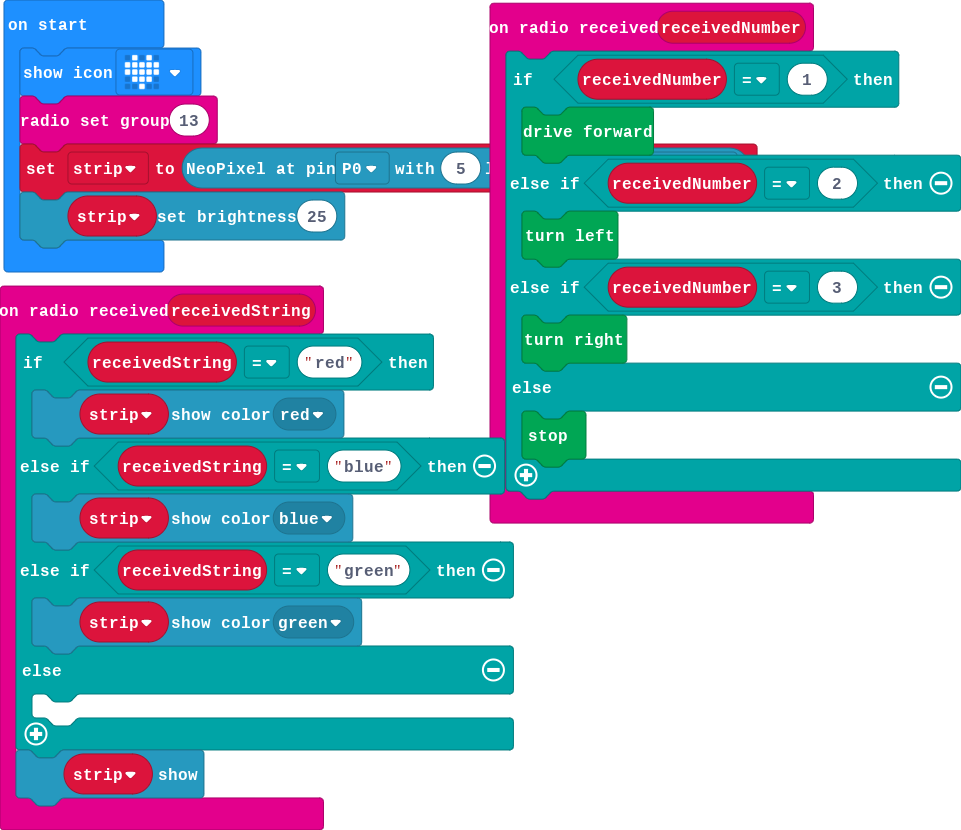 on start
show icon
radio set group 13
set strip to NeoPixel at pin P0 with 5
strip set brightness 25
on radio received receivedString
if receivedString = "red" then
strip show color red
else if receivedString = "blue" then
strip show color blue
else if receivedString = "green" then
strip show color green
else
strip show
on radio received receivedNumber
if receivedNumber = 1 then
drive forward
else if receivedNumber = 2 then
turn left
else if receivedNumber = 3 then
turn right
else
stop